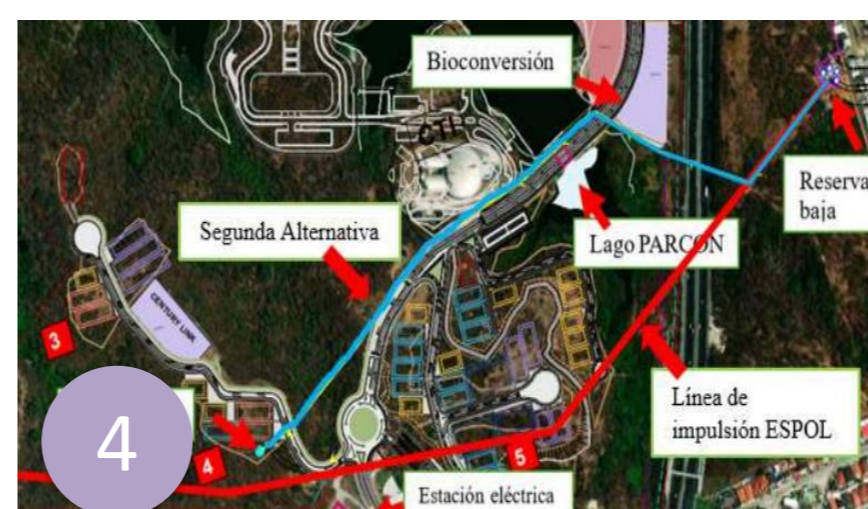 Bioconversión
CTI
Reserva
baja
Segunda Alternativa
Lago PARCON
CENTURY LINK
3
Línea de
impulsión ESPOL
4
4
5
Estación eléctrica